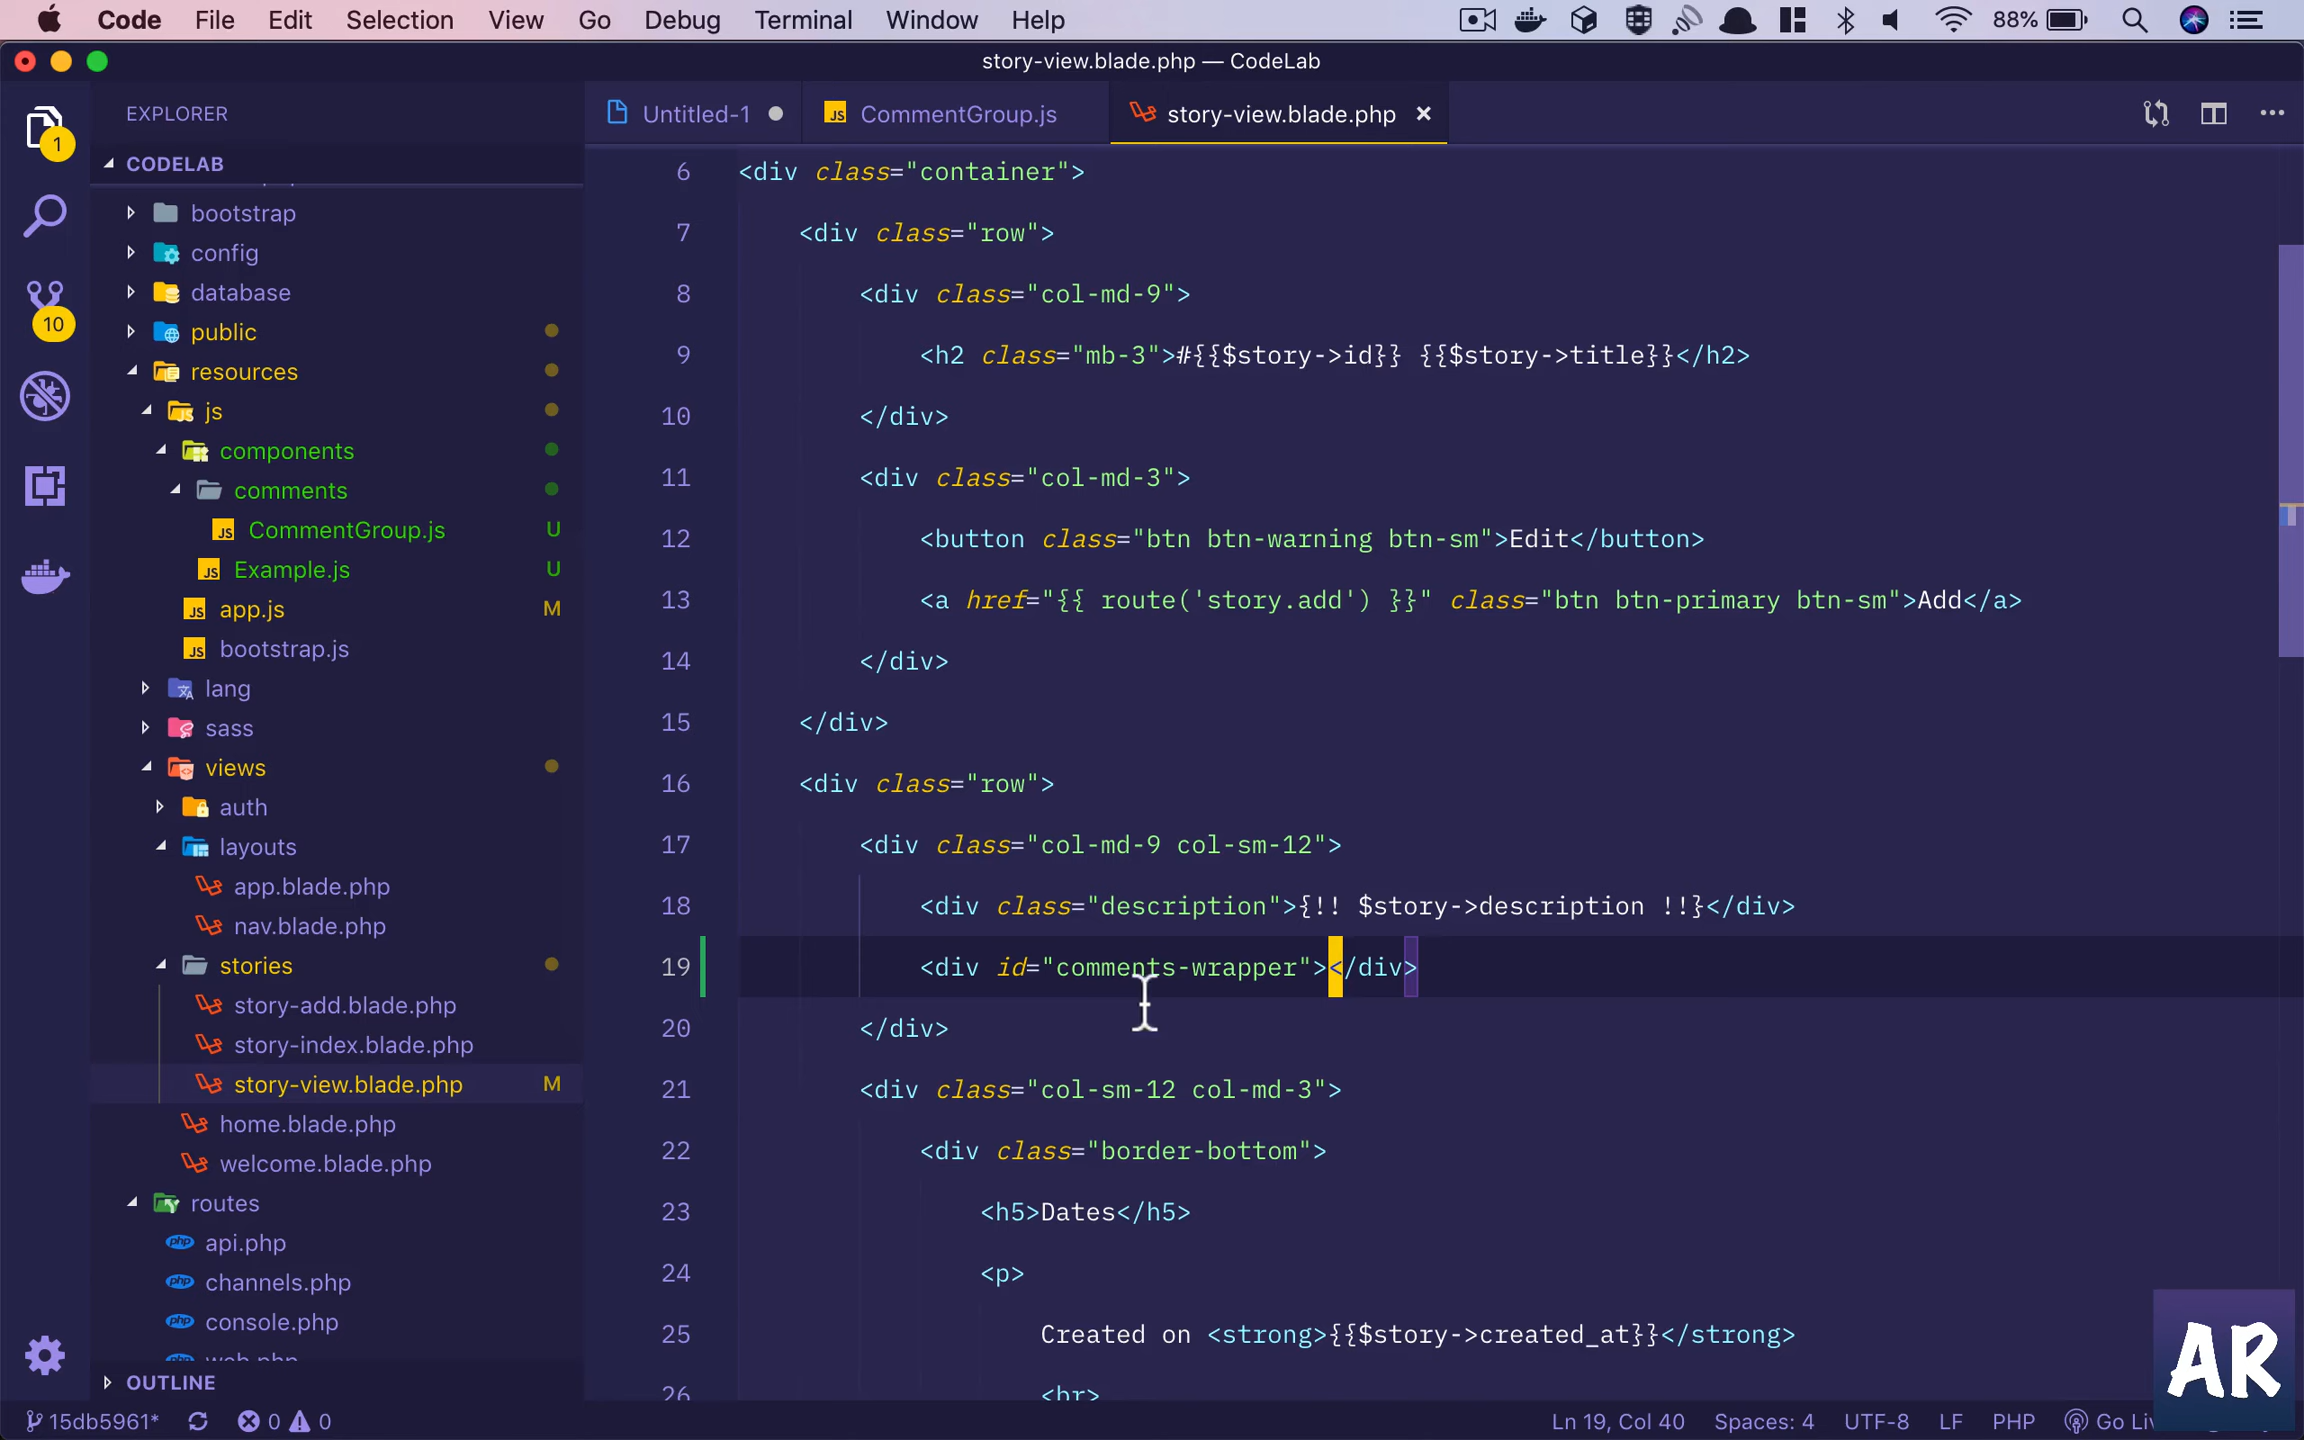 Code File Edit Selection View Go Debug Terminal Window Help 88%
story-view.blade.php — CodeLab
EXPLORER
CODELAB
bootstrap
config
database
public
resources
js
components
comments
CommentGroup.js U
Example.js U
app.js M
bootstrap.js
lang
sass
views
auth
layouts
app.blade.php
nav.blade.php
stories
story-add.blade.php
story-index.blade.php
story-view.blade.php M
home.blade.php
welcome.blade.php
routes
api.php
channels.php
console.php
web.php
OUTLINE
1
10
Untitled-1 CommentGroup.js story-view.blade.php
6 <div class="container">
7 <div class="row">
8 <div class="col-md-9">
9 <h2 class="mb-3">#{{$story->id}} {{$story->title}}</h2>
10 </div>
11 <div class="col-md-3">
12 <button class="btn btn-warning btn-sm">Edit</button>
13 <a href="{{ route('story.add') }}" class="btn btn-primary btn-sm">Add</a>
14 </div>
15 </div>
16 <div class="row">
17 <div class="col-md-9 col-sm-12">
18 <div class="description">{!! $story->description !!}</div>
19 <div id="comments-wrapper"></div>
20 </div>
21 <div class="col-sm-12 col-md-3">
22 <div class="border-bottom">
23 <h5>Dates</h5>
24 <p>
25 Created on <strong>{{$story->created_at}}</strong>
26 <br>
AR
15db5961* 0 0 Ln 19, Col 40 Spaces: 4 UTF-8 LF PHP Go